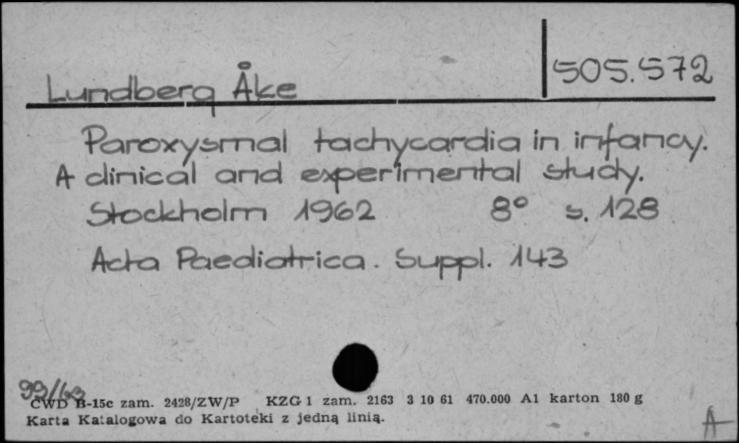 505.572
Lundberg Åke
Paroxysmal tachycardia in infancy.
A clinical and experimental study.
Stockholm 1962 8° s. 128
Acta Paediatrica. Suppl. 143
99/63
CWD B-15c zam. 2428/ZW/P KZG 1 zam. 2163 3 10 61 470.000 A1 karton 180 g
Karta Katalogowa do Kartoteki z jedną linią.
A